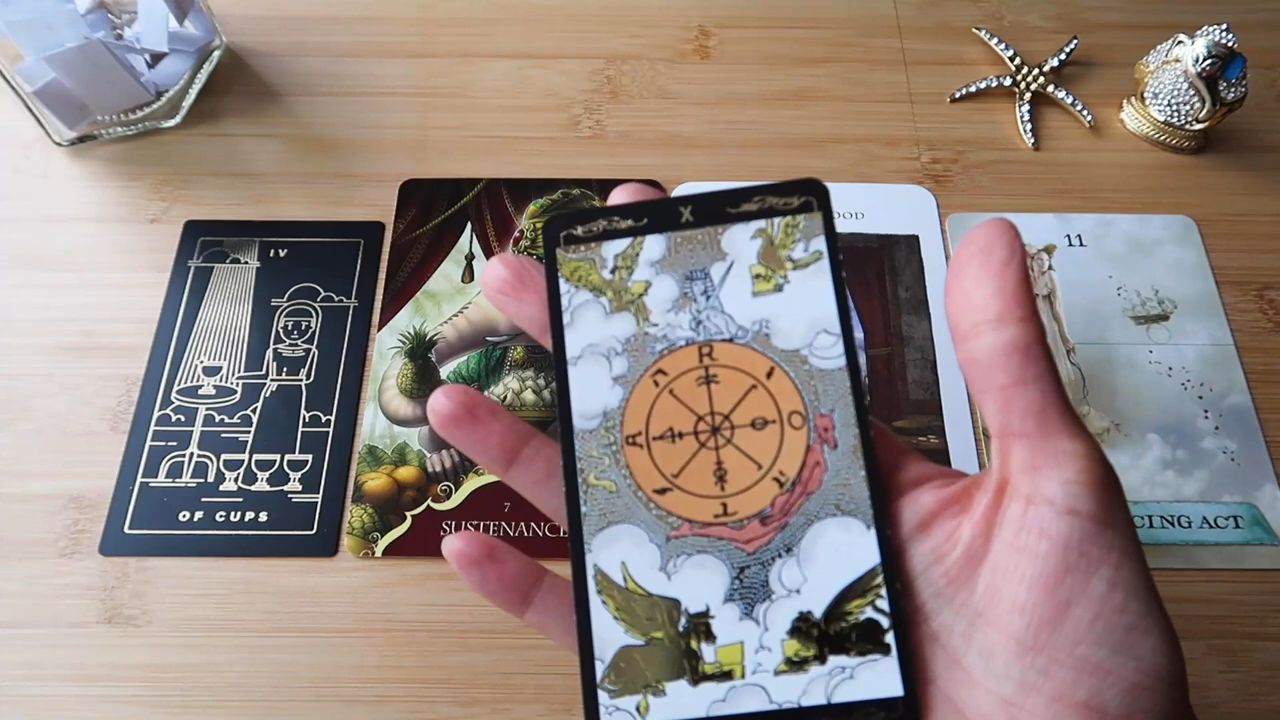 IV
OF CUPS
7
SUSTENANCE
X
R
O
T
A
OOD
11
CING ACT